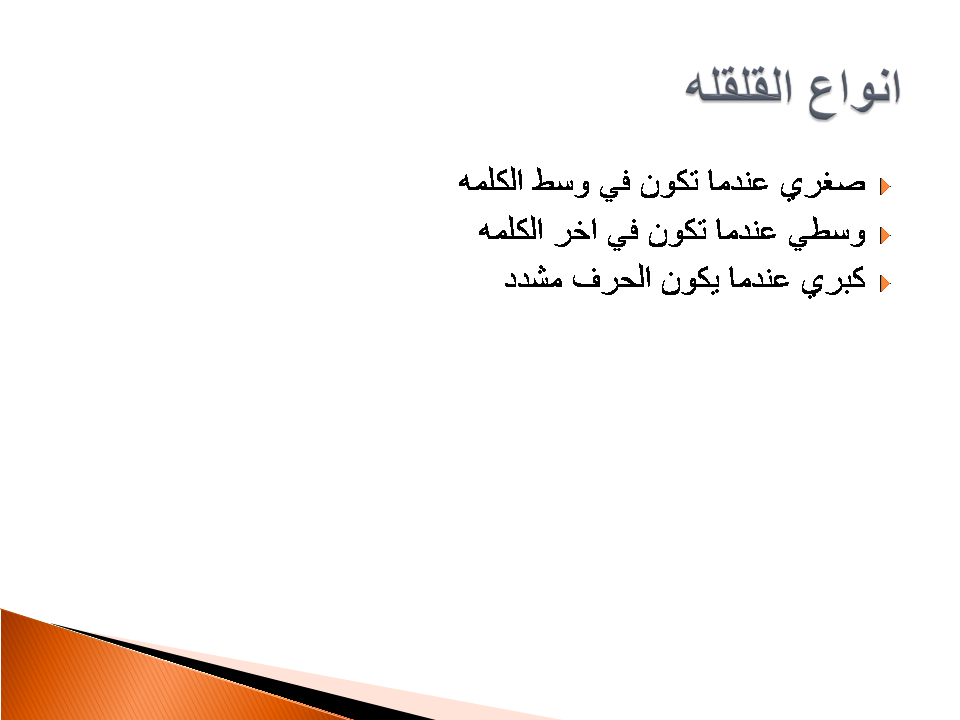 انواع القلقله
صغري عندما تكون في وسط الكلمه
وسطي عندما تكون في اخر الكلمه
كبري عندما يكون الحرف مشدد